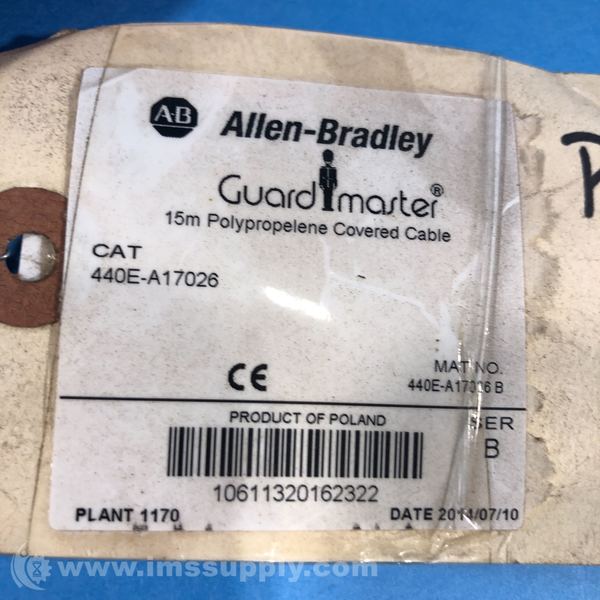 A-B Allen-Bradley
Guardmaster®
15m Polypropelene Covered Cable
CAT
440E-A17026
CE
MAT NO.
440E-A17026 B
PRODUCT OF POLAND
SER
B
10611320162322
PLANT 1170
DATE 2014/07/10
© www.imssupply.com